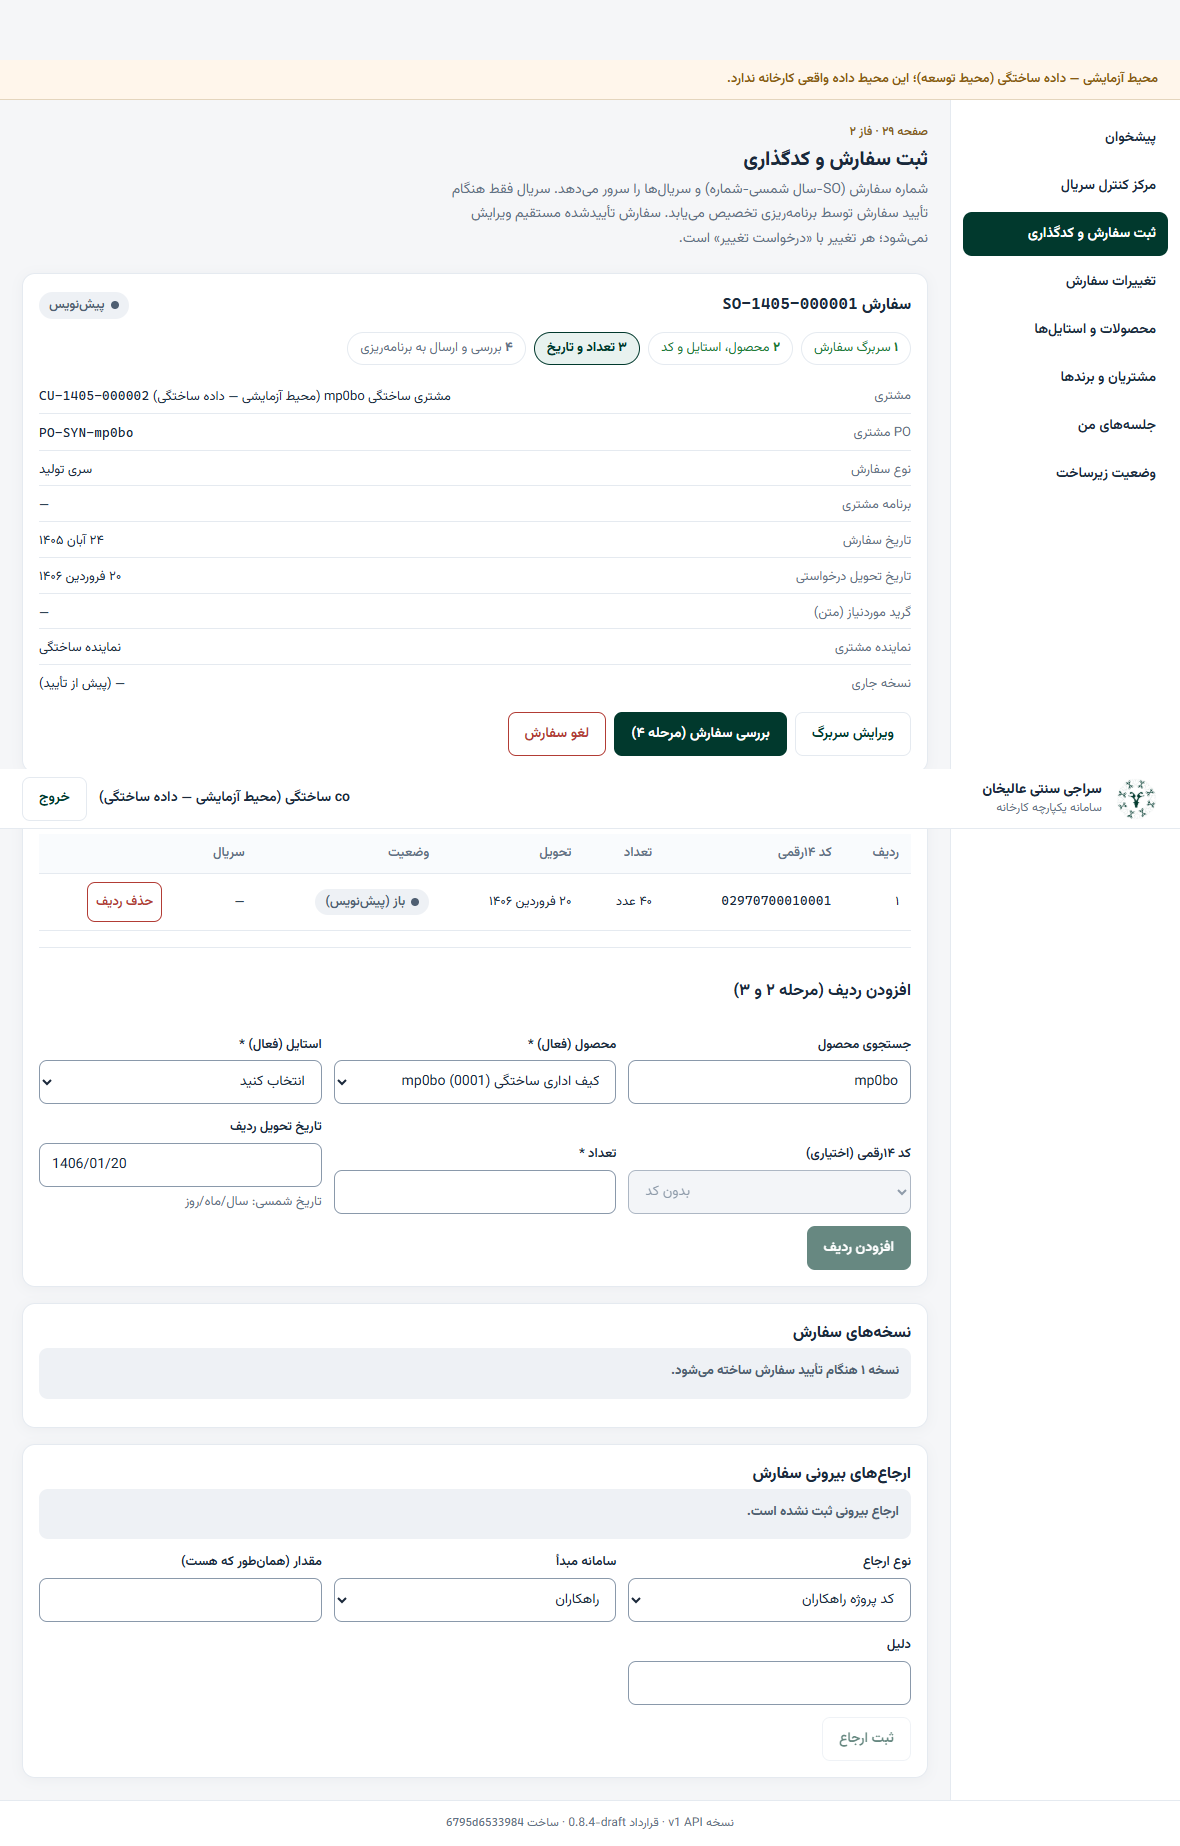 محیط آزمایشی — داده ساختگی (محیط توسعه)؛ این محیط داده واقعی کارخانه ندارد.
پیشخوان
مرکز کنترل سریال
ثبت سفارش و کدگذاری
تغییرات سفارش
محصولات و استایل‌ها
مشتریان و برندها
جلسه‌های من
وضعیت زیرساخت
صفحه ۲۹ · فاز ۲
ثبت سفارش و کدگذاری
شماره سفارش (SO-سال شمسی-شماره) و سریال‌ها را سرور می‌دهد. سریال فقط هنگام
تأیید سفارش توسط برنامه‌ریزی تخصیص می‌یابد. سفارش تأییدشده مستقیم ویرایش
نمی‌شود؛ هر تغییر با «درخواست تغییر» است.
سفارش SO-1405-000001
پیش‌نویس
۱ سربرگ سفارش
۲ محصول، استایل و کد
۳ تعداد و تاریخ
۴ بررسی و ارسال به برنامه‌ریزی
مشتری
مشتری ساختگی mp0bo (محیط آزمایشی — داده ساختگی) CU-1405-000002
PO مشتری
PO-SYN-mp0bo
نوع سفارش
سری تولید
برنامه مشتری
—
تاریخ سفارش
۲۴ آبان ۱۴۰۵
تاریخ تحویل درخواستی
۲۰ فروردین ۱۴۰۶
گرید موردنیاز (متن)
—
نماینده مشتری
نماینده ساختگی
نسخه جاری
— (پیش از تأیید)
ویرایش سربرگ
بررسی سفارش (مرحله ۴)
لغو سفارش
سراجی سنتی عالیخان
سامانه یکپارچه کارخانه
co ساختگی (محیط آزمایشی — داده ساختگی)
خروج
ردیف
کد ۱۴رقمی
تعداد
تحویل
وضعیت
سریال
۱
02970700010001
۴۰ عدد
۲۰ فروردین ۱۴۰۶
باز (پیش‌نویس)
—
حذف ردیف
افزودن ردیف (مرحله ۲ و ۳)
جستجوی محصول
محصول (فعال) *
استایل (فعال) *
mp0bo
کیف اداری ساختگی mp0bo (0001)
انتخاب کنید
کد ۱۴رقمی (اختیاری)
تعداد *
تاریخ تحویل ردیف
بدون کد
1406/01/20
تاریخ شمسی: سال/ماه/روز
افزودن ردیف
نسخه‌های سفارش
نسخه ۱ هنگام تأیید سفارش ساخته می‌شود.
ارجاع‌های بیرونی سفارش
ارجاع بیرونی ثبت نشده است.
نوع ارجاع
سامانه مبدأ
مقدار (همان‌طور که هست)
کد پروژه راهکاران
راهکاران
دلیل
ثبت ارجاع
نسخه API v1 · قرارداد 0.8.4-draft · ساخت 6795d6533984